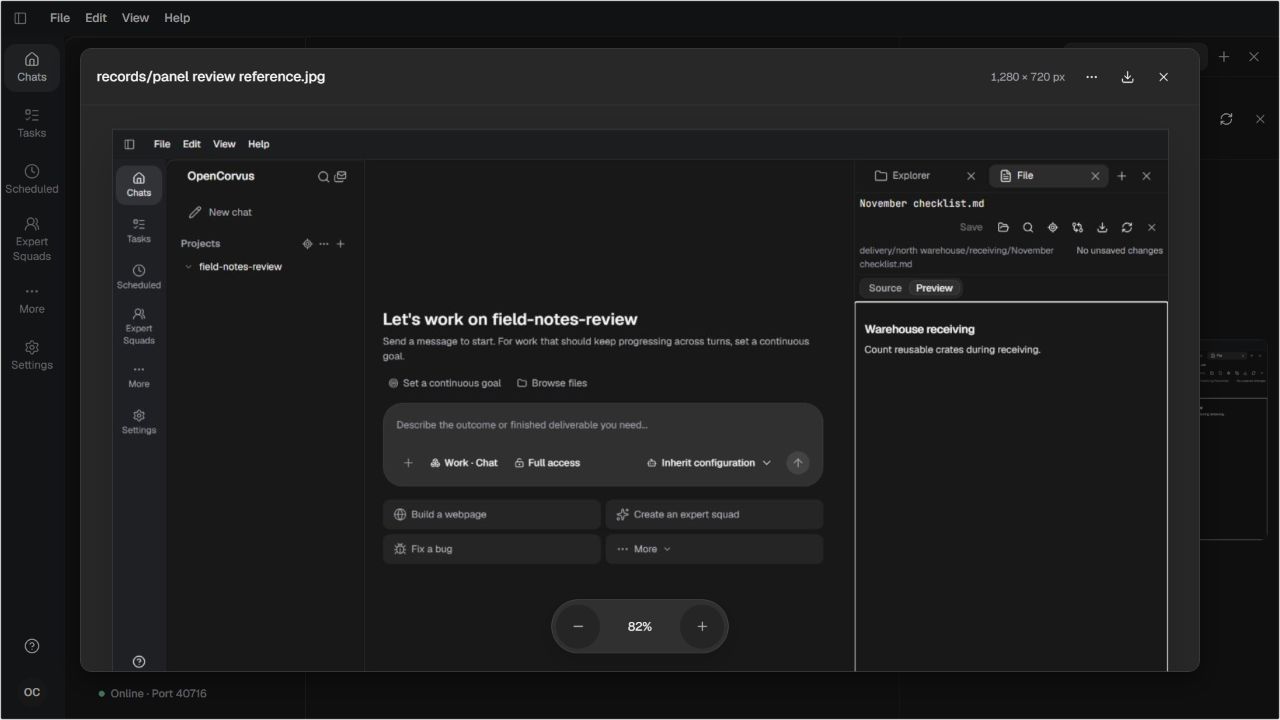 File Edit View Help
Chats
Tasks
Scheduled
Expert
Squads
More
Settings
OC
records/panel review reference.jpg
1,280 × 720 px
File Edit View Help
Chats
Tasks
Scheduled
Expert
Squads
More
Settings
OpenCorvus
New chat
Projects
field-notes-review
Let's work on field-notes-review
Send a message to start. For work that should keep progressing across turns, set a continuous
goal.
Set a continuous goal Browse files
Describe the outcome or finished deliverable you need...
Work · Chat Full access Inherit configuration
Build a webpage Create an expert squad
Fix a bug More
Explorer File
November checklist.md
Save
delivery/north warehouse/receiving/November
checklist.md
No unsaved changes
Source Preview
Warehouse receiving
Count reusable crates during receiving.
82%
Online · Port 40716